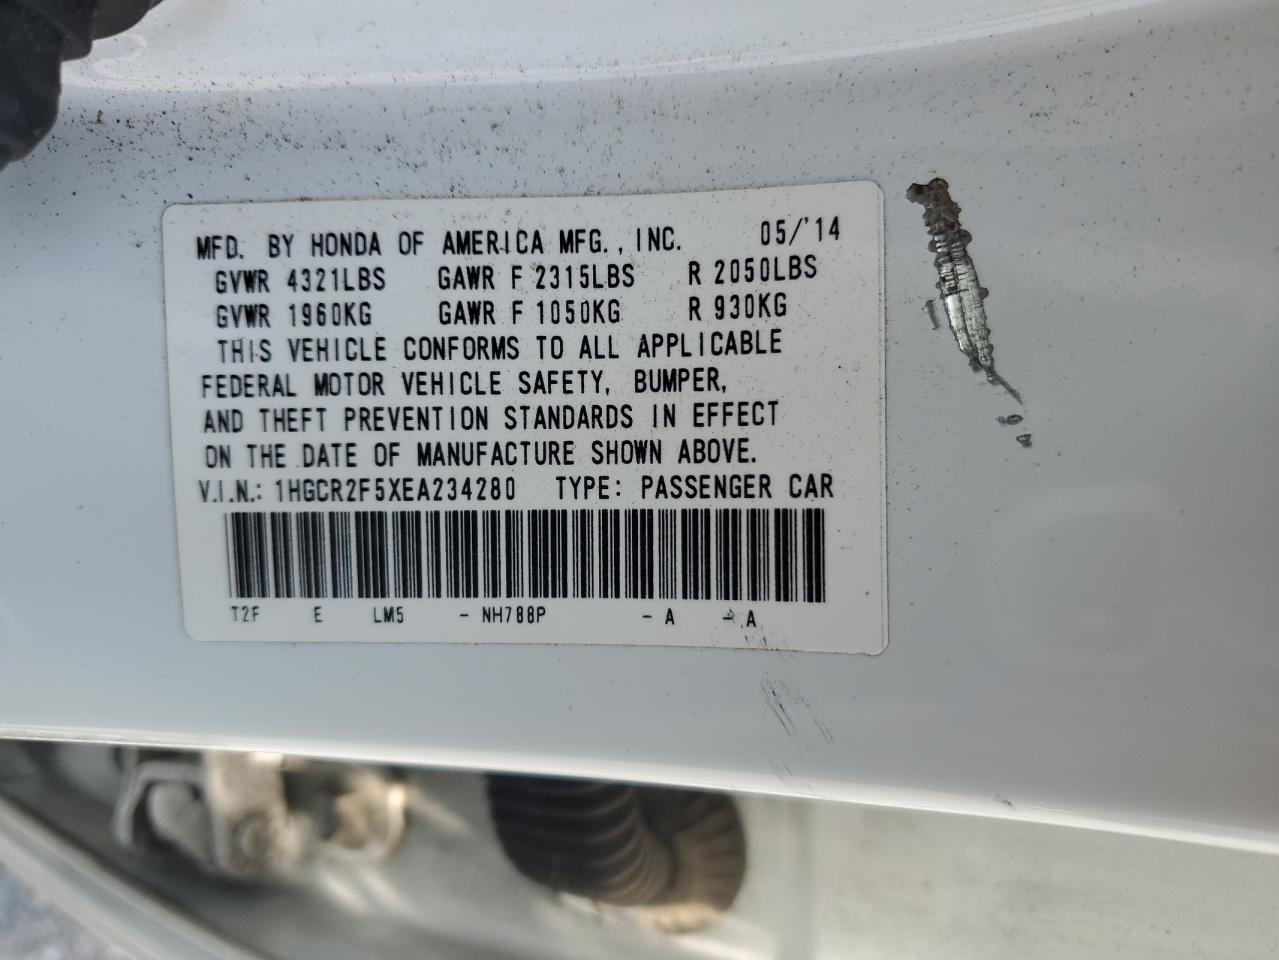 MFD. BY HONDA OF AMERICA MFG., INC. 05/'14
GVWR 4321LBS GAWR F 2315LBS R 2050LBS
GVWR 1960KG GAWR F 1050KG R 930KG
THIS VEHICLE CONFORMS TO ALL APPLICABLE
FEDERAL MOTOR VEHICLE SAFETY, BUMPER,
AND THEFT PREVENTION STANDARDS IN EFFECT
ON THE DATE OF MANUFACTURE SHOWN ABOVE.
V.I.N.: 1HGCR2F5XEA234280 TYPE: PASSENGER CAR
T2F E LM5 - NH788P - A - A